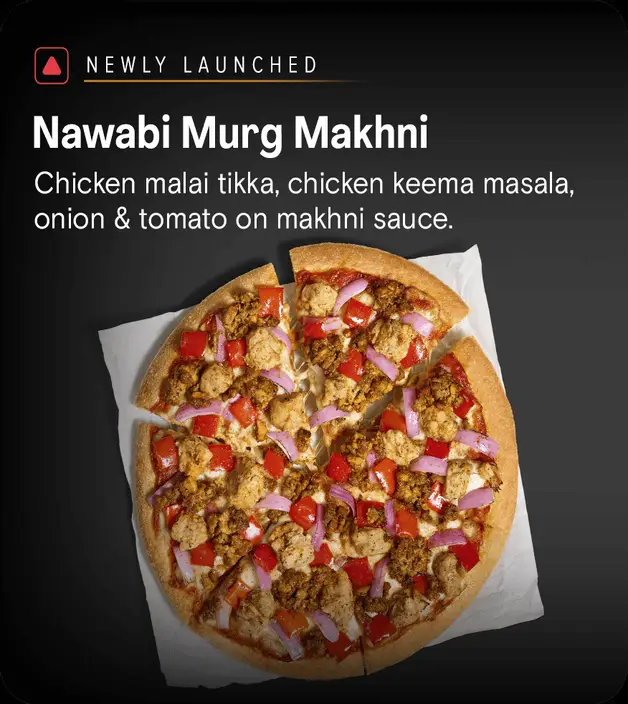 NEWLY LAUNCHED
Nawabi Murg Makhni
Chicken malai tikka, chicken keema masala,
onion & tomato on makhni sauce.